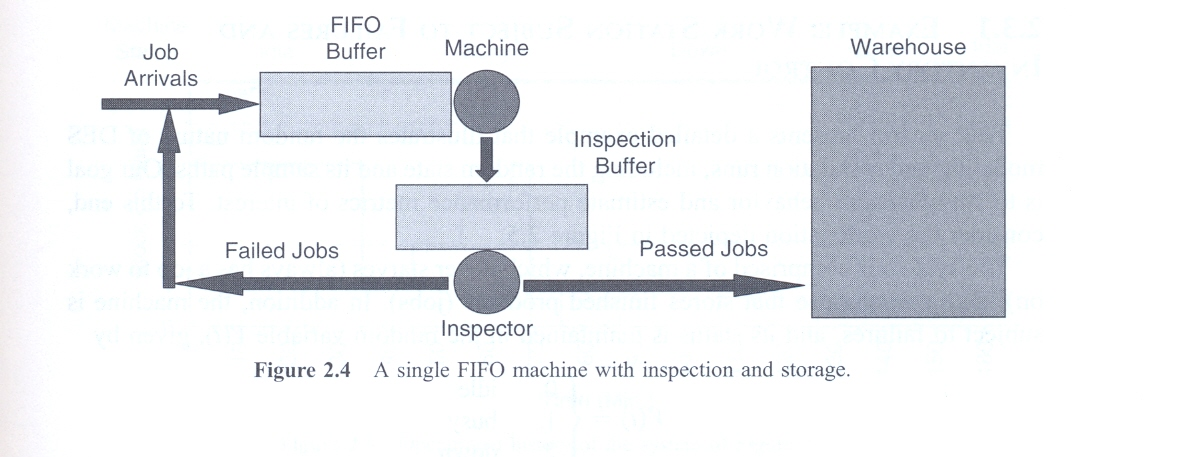 Job
Arrivals
FIFO
Buffer
Machine
Warehouse
Inspection
Buffer
Failed Jobs
Passed Jobs
Inspector
Figure 2.4 A single FIFO machine with inspection and storage.